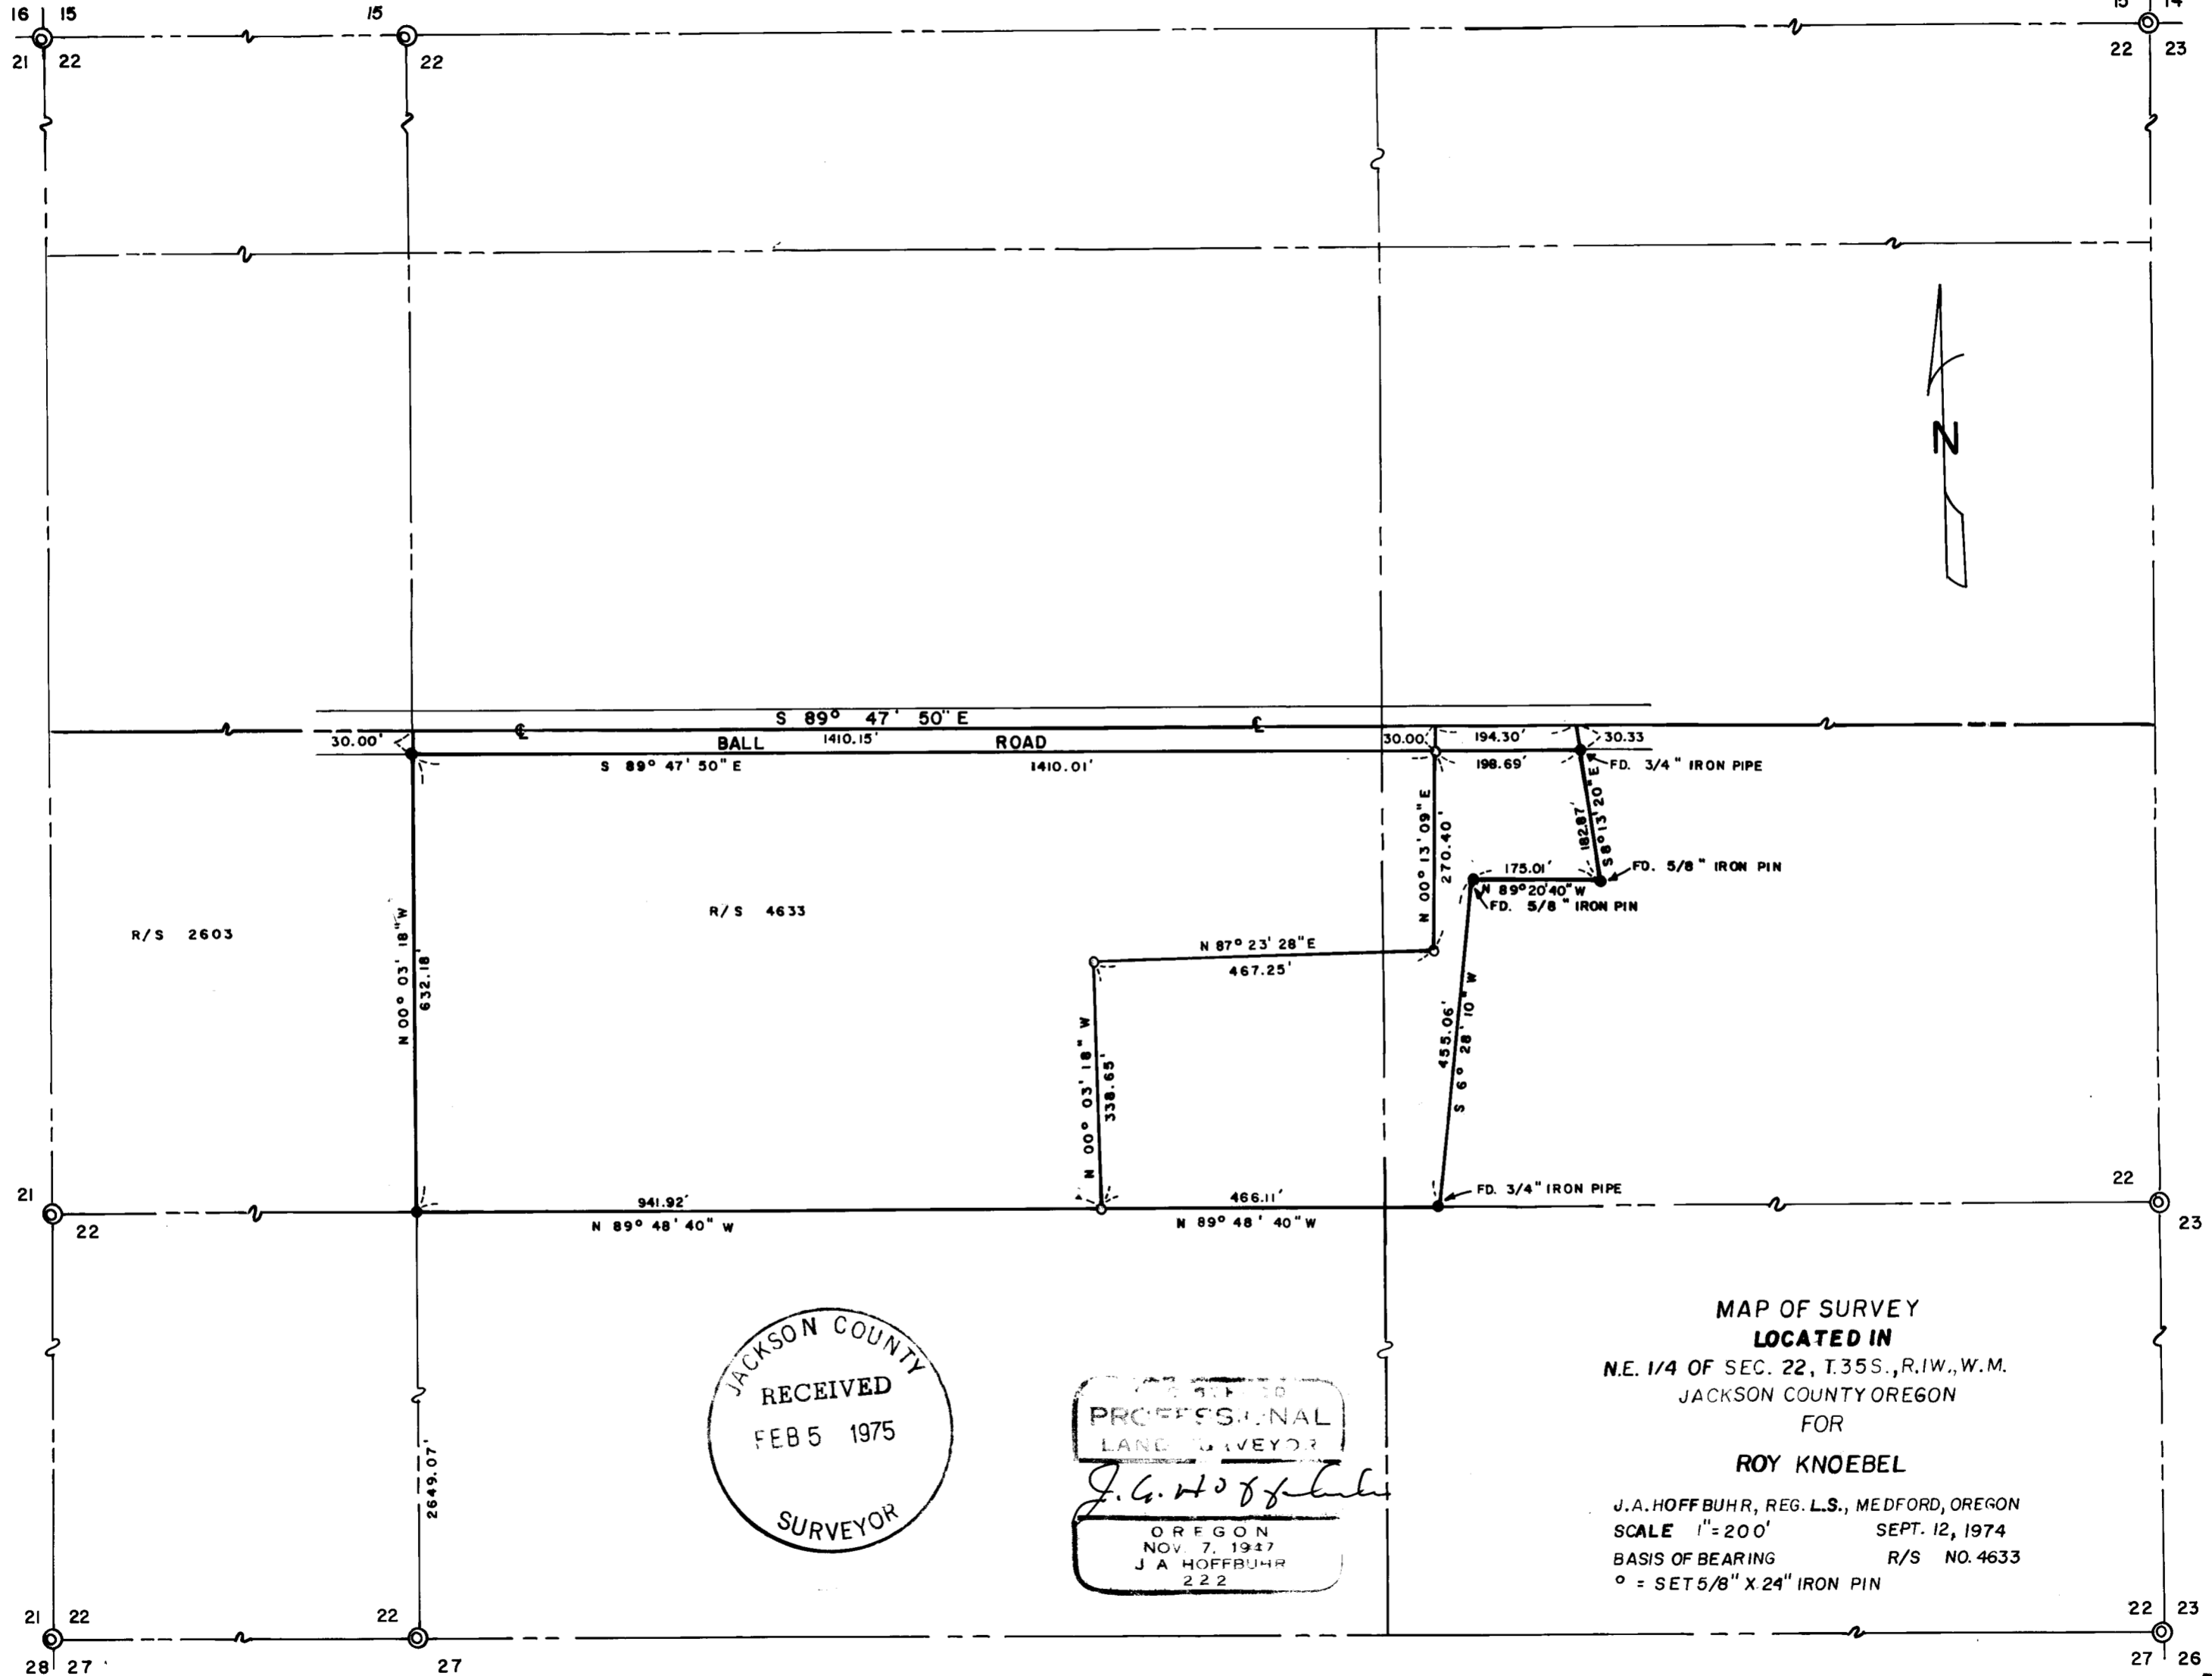 16 15
15
15 14
21 22
22
22 23
N
S 89° 47' 50" E
30.00'
BALL
1410.15'
ROAD
30.00'
194.30'
30.33
S 89° 47' 50" E
1410.01'
198.69'
FD. 3/4" IRON PIPE
N 00° 13' 09" E
270.40'
182.87'
S 8° 13' 20" E
175.01'
FD. 5/8" IRON PIN
N 89° 20' 40" W
FD. 5/8" IRON PIN
R/S 2603
R/S 4633
N 00° 03' 18" W
632.18'
N 87° 23' 28" E
467.25'
N 00° 03' 18" W
338.65'
455.06'
S 6° 28' 10" W
21
22
941.92'
N 89° 48' 40" W
466.11'
N 89° 48' 40" W
FD. 3/4" IRON PIPE
22
23
2649.07'
JACKSON COUNTY
RECEIVED
FEB 5 1975
SURVEYOR
PROFESSIONAL
LAND SURVEYOR
J. A. Hoffbuhr
OREGON
NOV. 7, 1947
J A HOFFBUHR
222
MAP OF SURVEY
LOCATED IN
N.E. 1/4 OF SEC. 22, T.35S.,R.1W.,W.M.
JACKSON COUNTY OREGON
FOR
ROY KNOEBEL
J.A. HOFFBUHR, REG. L.S., MEDFORD, OREGON
SCALE 1"=200' SEPT. 12, 1974
BASIS OF BEARING R/S NO. 4633
° = SET 5/8" X 24" IRON PIN
21 22
22
22 23
28 27
27
27 26